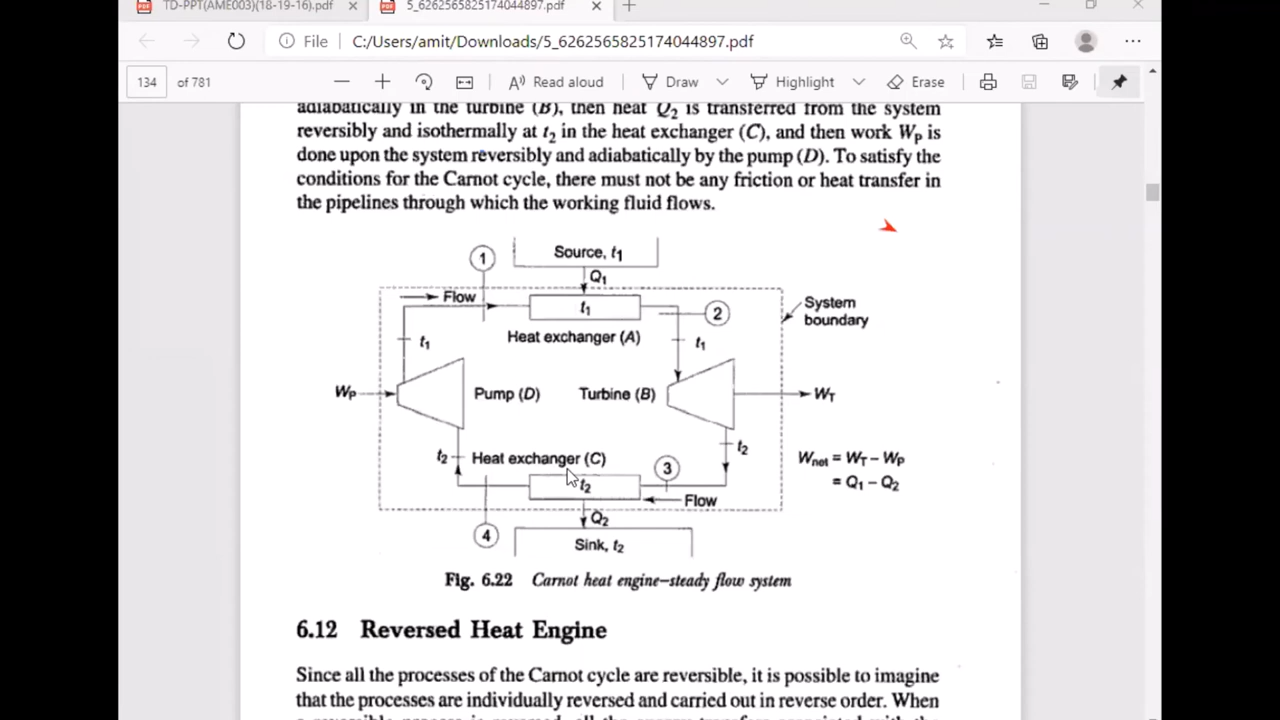 TD-PPT(AME003)(18-19-16).pdf
5_6262565825174044897.pdf
File C:/Users/amit/Downloads/5_6262565825174044897.pdf
134 of 781 Read aloud Draw Highlight Erase
adiabatically in the turbine (B), then heat Q2 is transferred from the system
reversibly and isothermally at t2 in the heat exchanger (C), and then work WP is
done upon the system reversibly and adiabatically by the pump (D). To satisfy the
conditions for the Carnot cycle, there must not be any friction or heat transfer in
the pipelines through which the working fluid flows.
Source, t1
1
Q1
Flow
t1
2
System
boundary
Heat exchanger (A)
t1
t1
WP
Pump (D)
Turbine (B)
WT
t2
Heat exchanger (C)
3
t2
Wnet = WT – WP
= Q1 – Q2
t2
Flow
Q2
4
Sink, t2
Fig. 6.22 Carnot heat engine–steady flow system
6.12 Reversed Heat Engine
Since all the processes of the Carnot cycle are reversible, it is possible to imagine
that the processes are individually reversed and carried out in reverse order. When